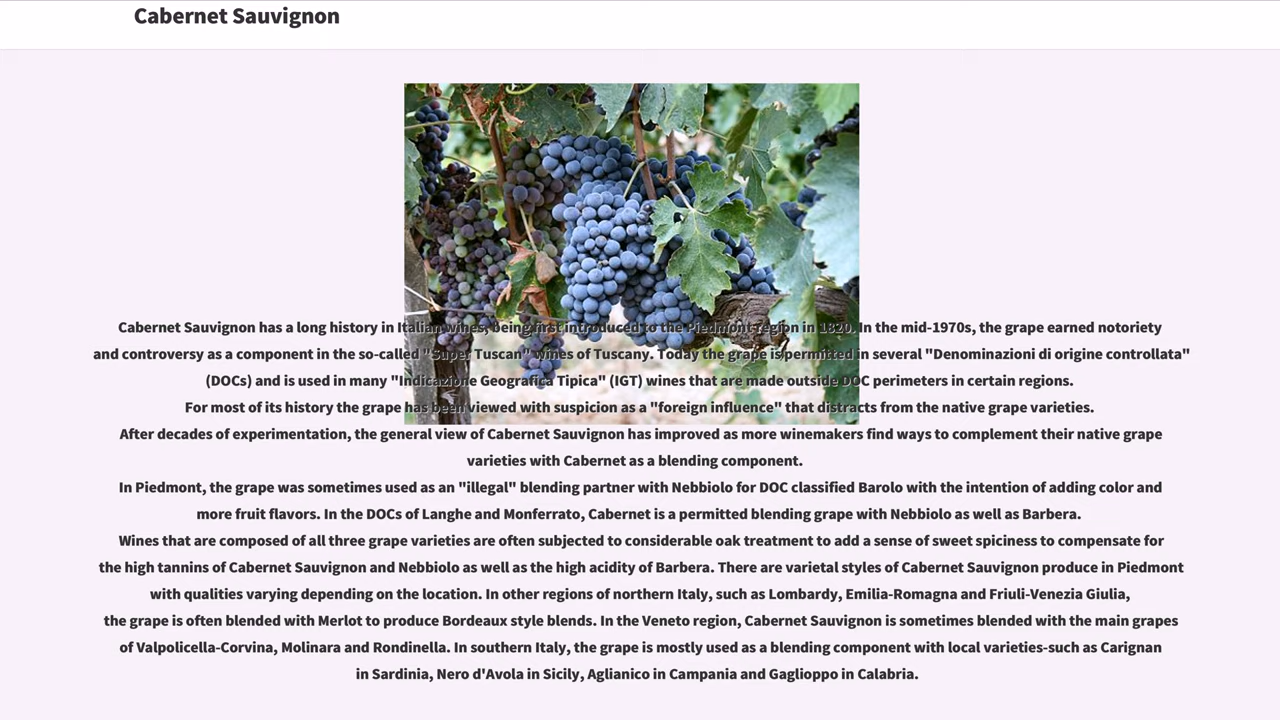 Cabernet Sauvignon
Cabernet Sauvignon has a long history in Italian wines, being first introduced to the Piedmont region in 1820. In the mid-1970s, the grape earned notoriety
and controversy as a component in the so-called "Super Tuscan" wines of Tuscany. Today the grape is permitted in several "Denominazioni di origine controllata"
(DOCs) and is used in many "Indicazione Geografica Tipica" (IGT) wines that are made outside DOC perimeters in certain regions.
For most of its history the grape has been viewed with suspicion as a "foreign influence" that distracts from the native grape varieties.
After decades of experimentation, the general view of Cabernet Sauvignon has improved as more winemakers find ways to complement their native grape
varieties with Cabernet as a blending component.
In Piedmont, the grape was sometimes used as an "illegal" blending partner with Nebbiolo for DOC classified Barolo with the intention of adding color and
more fruit flavors. In the DOCs of Langhe and Monferrato, Cabernet is a permitted blending grape with Nebbiolo as well as Barbera.
Wines that are composed of all three grape varieties are often subjected to considerable oak treatment to add a sense of sweet spiciness to compensate for
the high tannins of Cabernet Sauvignon and Nebbiolo as well as the high acidity of Barbera. There are varietal styles of Cabernet Sauvignon produce in Piedmont
with qualities varying depending on the location. In other regions of northern Italy, such as Lombardy, Emilia-Romagna and Friuli-Venezia Giulia,
the grape is often blended with Merlot to produce Bordeaux style blends. In the Veneto region, Cabernet Sauvignon is sometimes blended with the main grapes
of Valpolicella-Corvina, Molinara and Rondinella. In southern Italy, the grape is mostly used as a blending component with local varieties-such as Carignan
in Sardinia, Nero d'Avola in Sicily, Aglianico in Campania and Gaglioppo in Calabria.